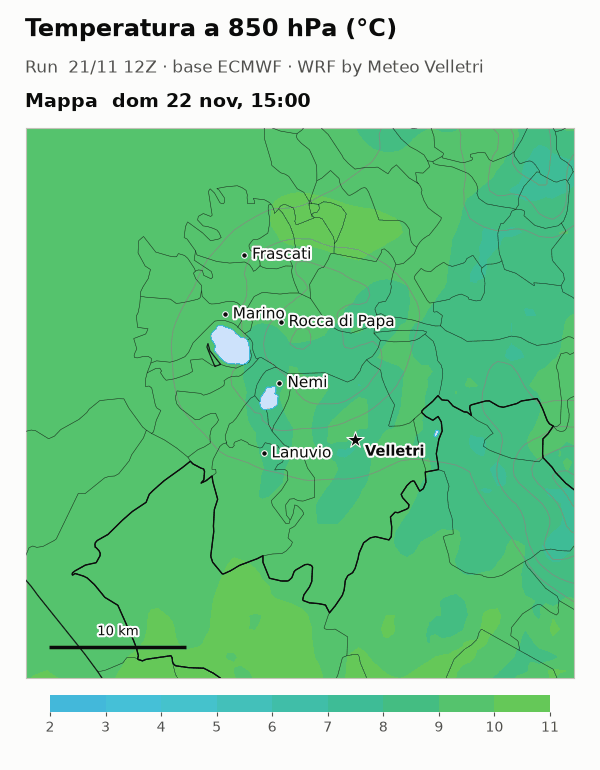 Temperatura a 850 hPa (°C)
Run 21/11 12Z · base ECMWF · WRF by Meteo Velletri
Mappa dom 22 nov, 15:00
Frascati
Marino
Rocca di Papa
Nemi
Velletri
Lanuvio
10 km
2 3 4 5 6 7 8 9 10 11